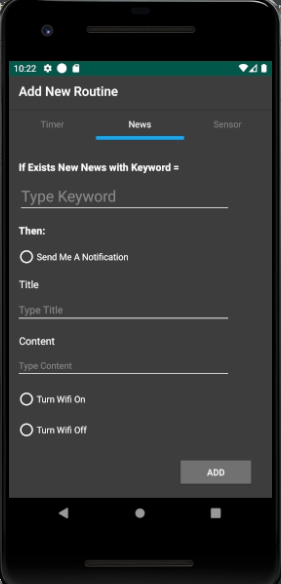 10:22
Add New Routine
Timer News Sensor
If Exists New News with Keyword =
Type Keyword
Then:
Send Me A Notification
Title
Type Title
Content
Type Content
Turn Wifi On
Turn Wifi Off
ADD